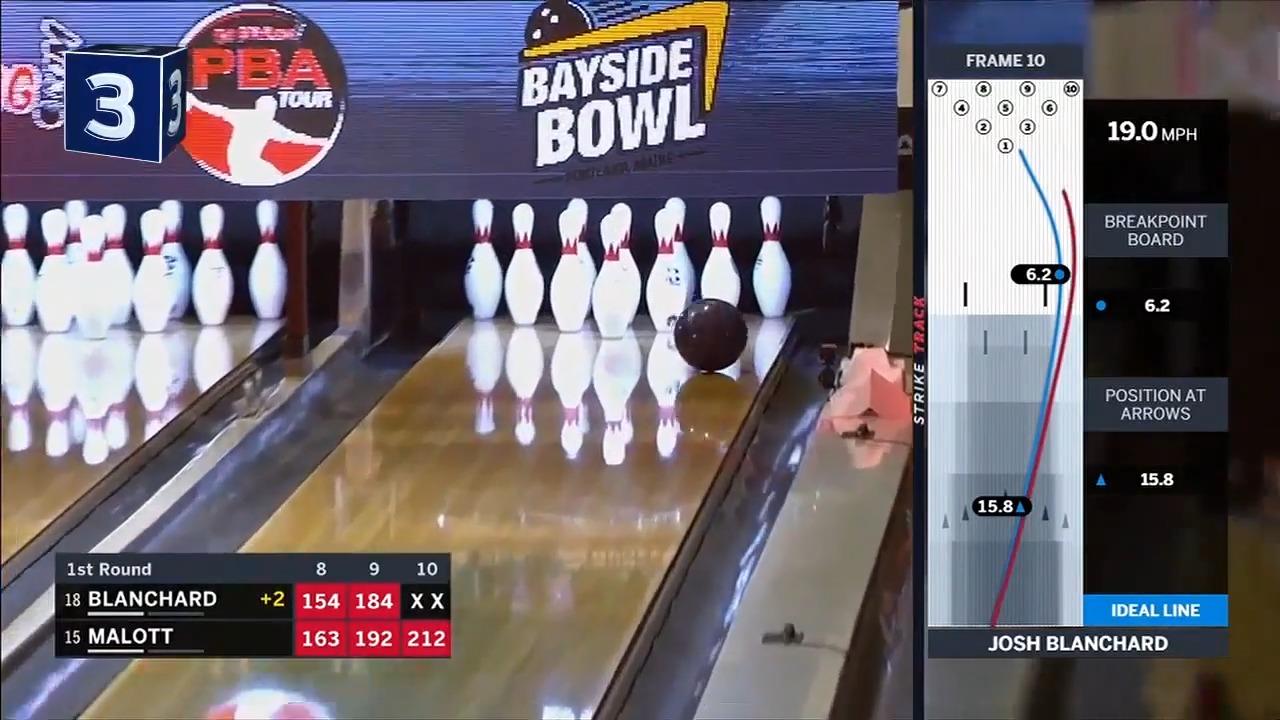 3
3
PBA
TOUR
BAYSIDE
BOWL
1st Round 8 9 10
18 BLANCHARD +2 154 184 X X
15 MALOTT 163 192 212
STRIKE TRACK
FRAME 10
7 8 9 10
4 5 6
2 3
1
6.2
15.8
19.0 MPH
BREAKPOINT
BOARD
6.2
POSITION AT
ARROWS
15.8
IDEAL LINE
JOSH BLANCHARD